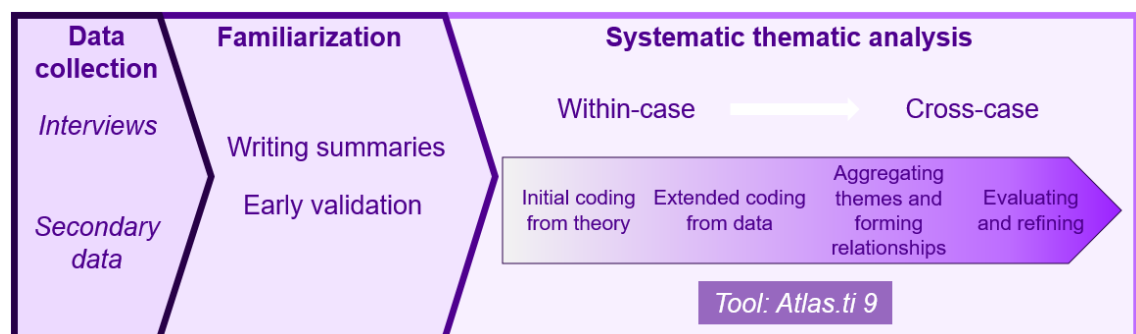 Data
collection
Interviews
Secondary
data
Familiarization
Writing summaries
Early validation
Systematic thematic analysis
Within-case
Cross-case
Initial coding
from theory
Extended coding
from data
Aggregating
themes and
forming
relationships
Evaluating
and refining
Tool: Atlas.ti 9